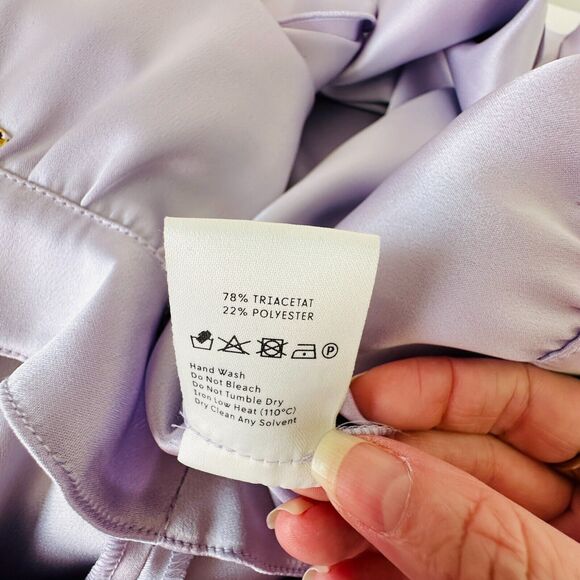 78% TRIACETAT
22% POLYESTER
P
Hand Wash
Do Not Bleach
Do Not Tumble Dry
Iron Low Heat (110°C)
Dry Clean Any Solvent